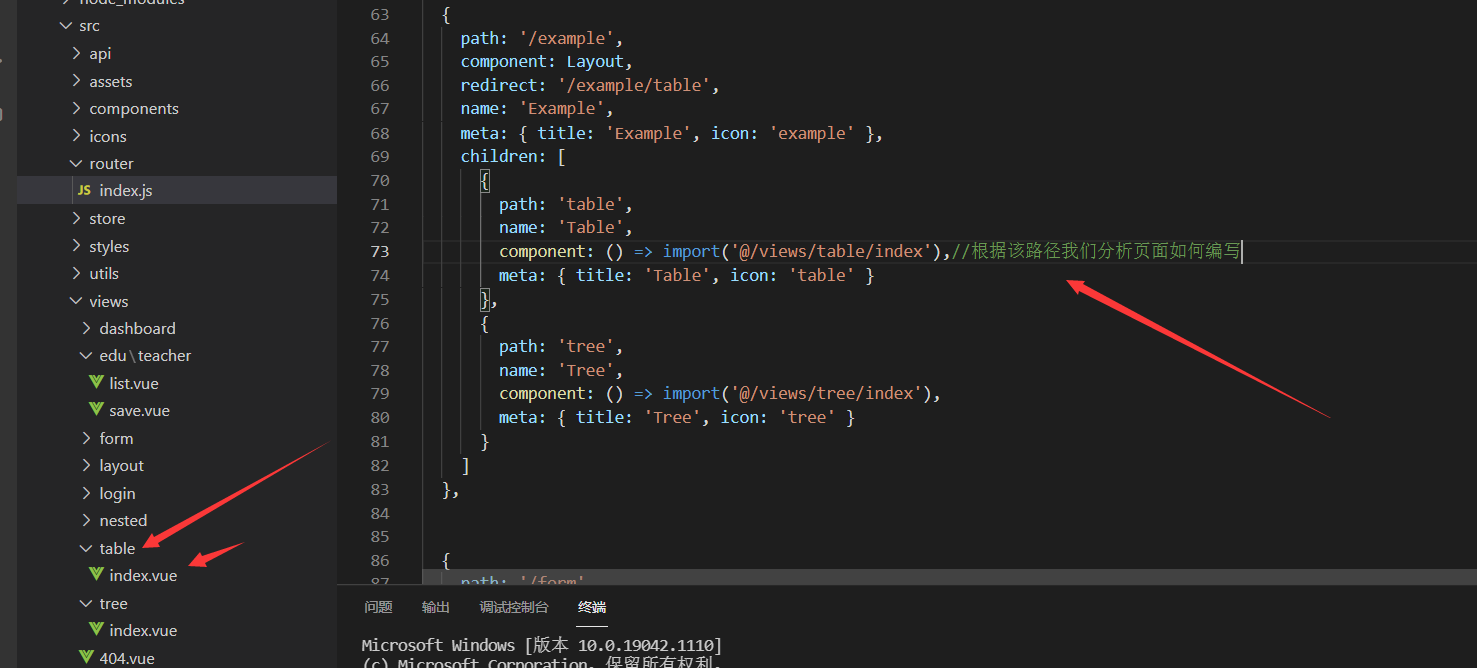 node_modules
src
api
assets
components
icons
router
JS index.js
store
styles
utils
views
dashboard
edu\teacher
list.vue
save.vue
form
layout
login
nested
table
index.vue
tree
index.vue
404.vue
63 {
64 path: '/example',
65 component: Layout,
66 redirect: '/example/table',
67 name: 'Example',
68 meta: { title: 'Example', icon: 'example' },
69 children: [
70 {
71 path: 'table',
72 name: 'Table',
73 component: () => import('@/views/table/index'),//根据该路径我们分析页面如何编写
74 meta: { title: 'Table', icon: 'table' }
75 },
76 {
77 path: 'tree',
78 name: 'Tree',
79 component: () => import('@/views/tree/index'),
80 meta: { title: 'Tree', icon: 'tree' }
81 }
82 ]
83 },
84
85
86 {
87 path: '/form'
问题 输出 调试控制台 终端
Microsoft Windows [版本 10.0.19042.1110]
(c) Microsoft Corporation。保留所有权利。